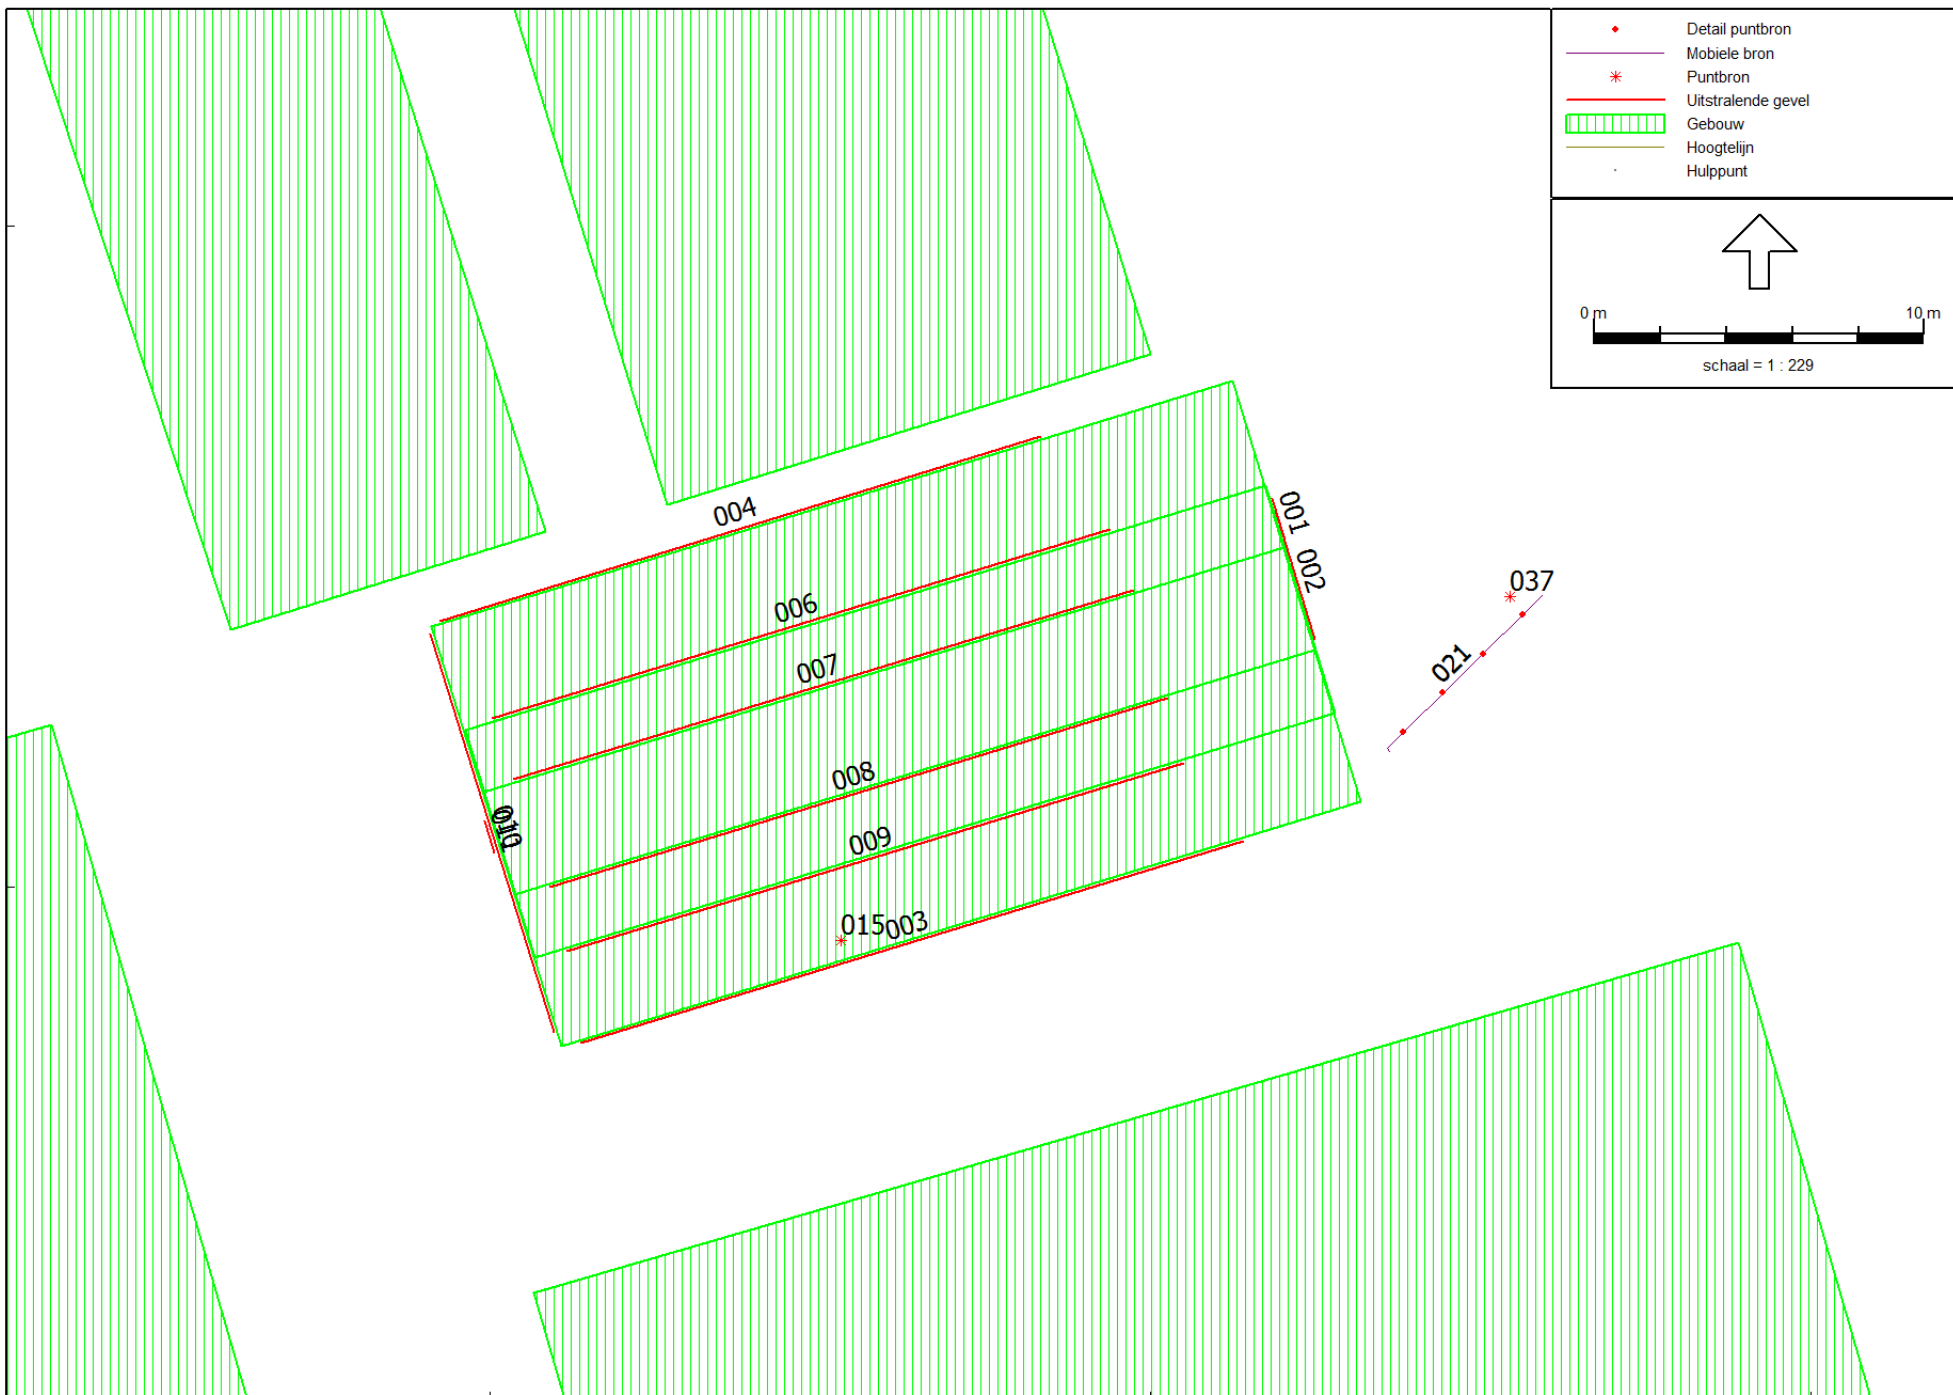 Detail puntbron
Mobiele bron
Puntbron
Uitstralende gevel
Gebouw
Hoogtelijn
Hulppunt
0 m 10 m
schaal = 1 : 229
004
001
002
006
007
037
021
008
009
015
003